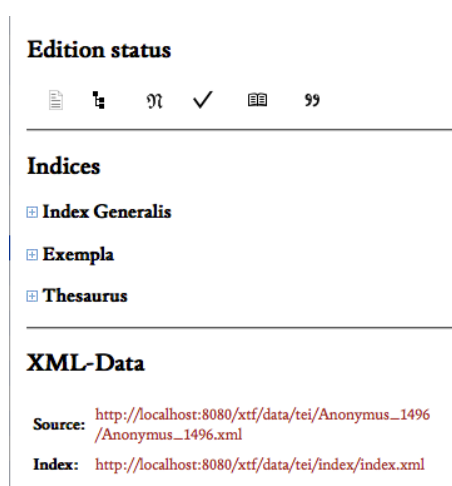 Edition status
𝔑 ✓ 99
Indices
Index Generalis
Exempla
Thesaurus
XML-Data
Source: http://localhost:8080/xtf/data/tei/Anonymus_1496
/Anonymus_1496.xml
Index: http://localhost:8080/xtf/data/tei/index/index.xml